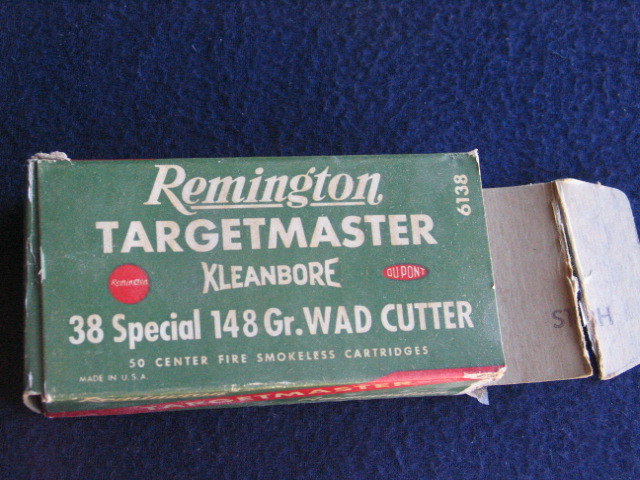 Remington
TARGETMASTER
6138
KLEANBORE
Remington
DU PONT
38 Special 148 Gr. WAD CUTTER
50 CENTER FIRE SMOKELESS CARTRIDGES
MADE IN U.S.A.
TARGETMASTER